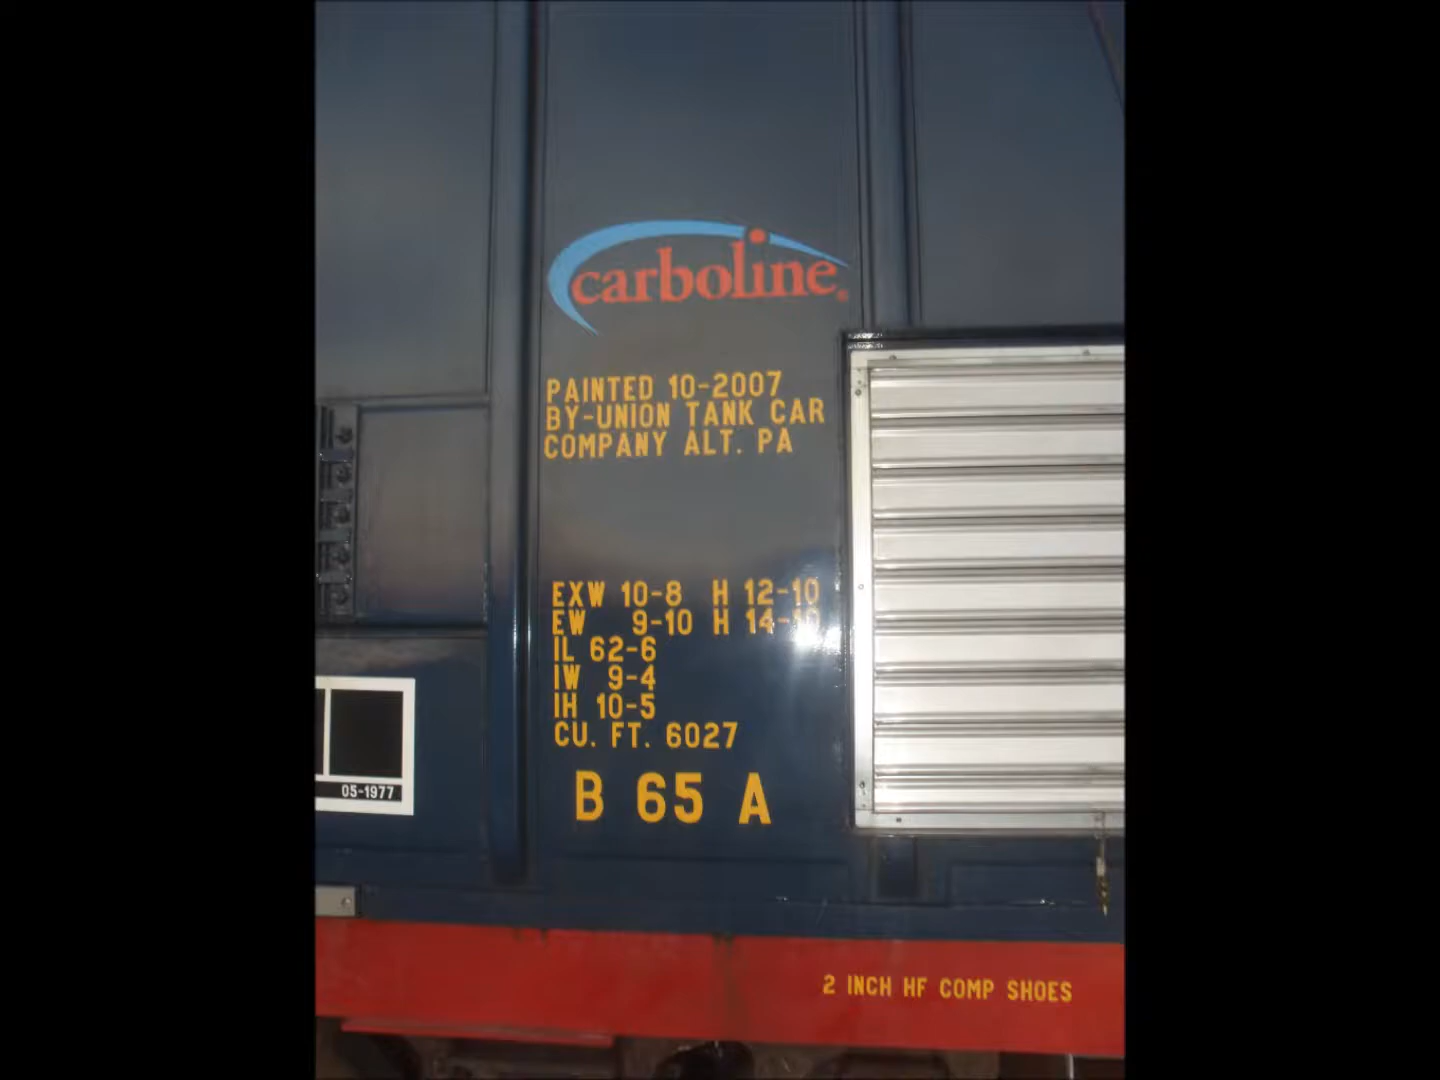 carboline®
PAINTED 10-2007
BY-UNION TANK CAR
COMPANY ALT. PA
EXW 10-8 H 12-10
EW 9-10 H 14-10
IL 62-6
IW 9-4
IH 10-5
CU. FT. 6027
B 65 A
05-1977
2 INCH HF COMP SHOES